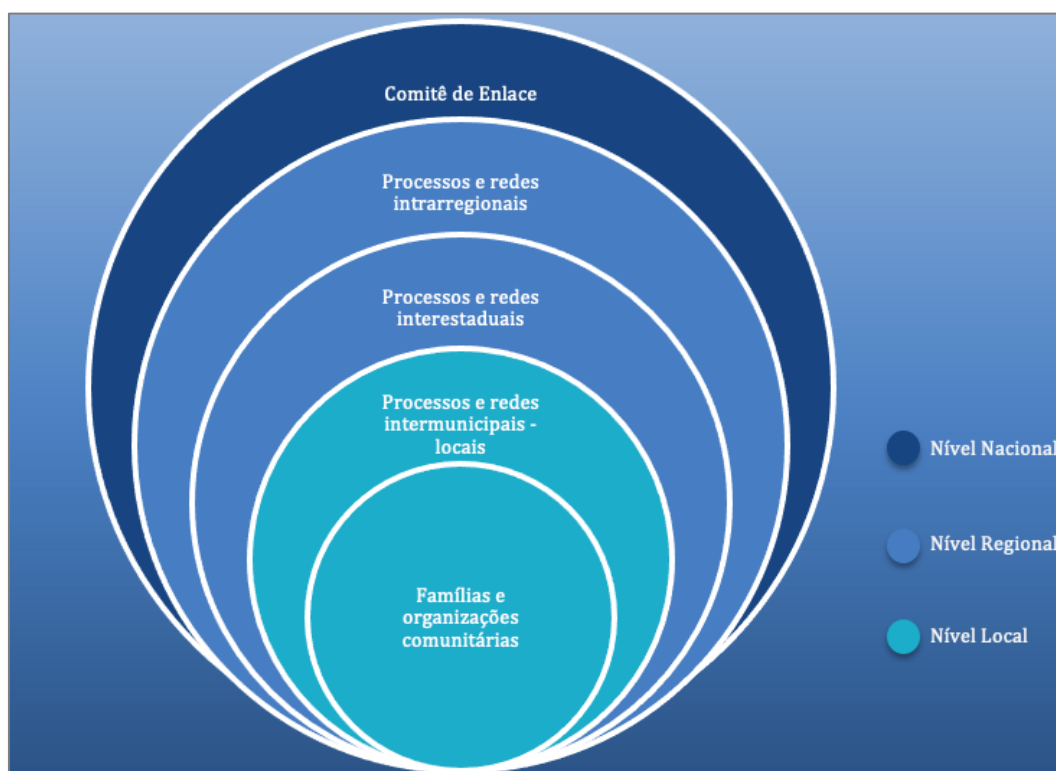 Comitê de Enlace
Processos e redes
intrarregionais
Processos e redes
interestaduais
Processos e redes
intermunicipais -
locais
Famílias e
organizações
comunitárias
Nível Nacional
Nível Regional
Nível Local